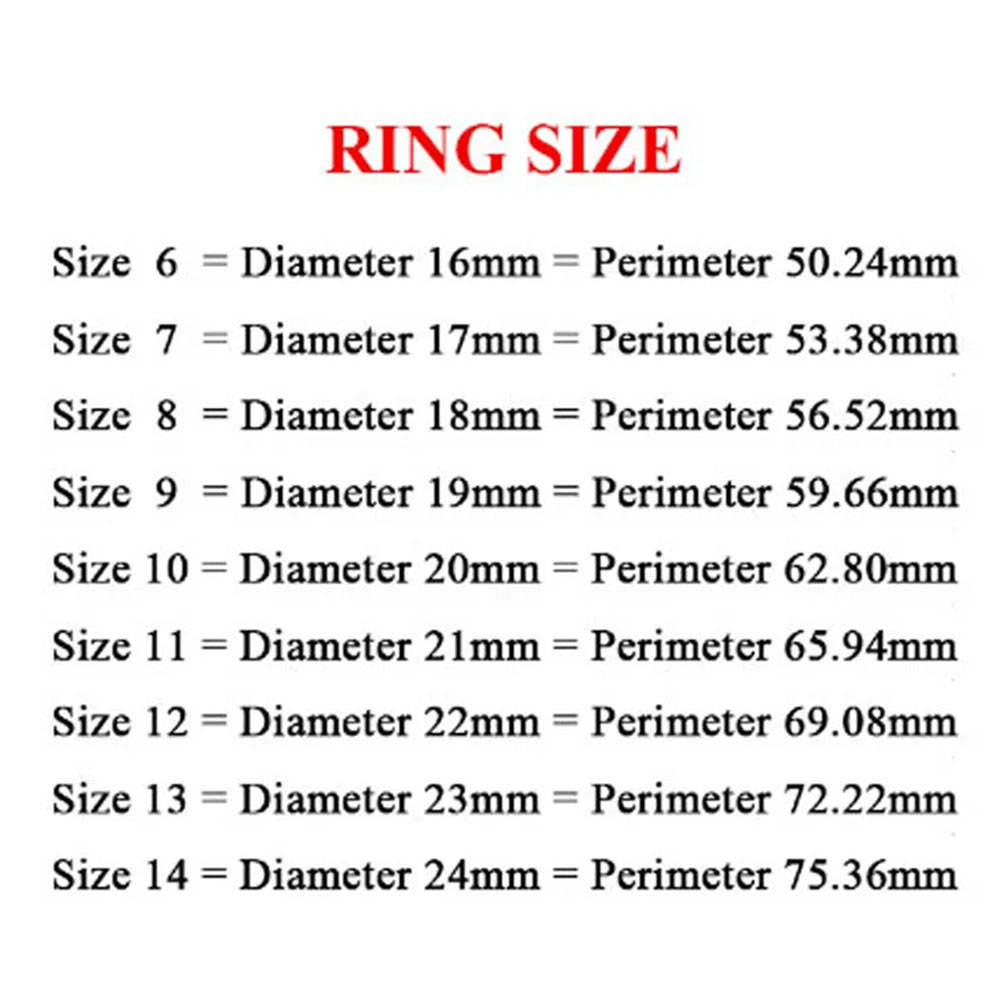 RING SIZE
Size 6 = Diameter 16mm = Perimeter 50.24mm
Size 7 = Diameter 17mm = Perimeter 53.38mm
Size 8 = Diameter 18mm = Perimeter 56.52mm
Size 9 = Diameter 19mm = Perimeter 59.66mm
Size 10 = Diameter 20mm = Perimeter 62.80mm
Size 11 = Diameter 21mm = Perimeter 65.94mm
Size 12 = Diameter 22mm = Perimeter 69.08mm
Size 13 = Diameter 23mm = Perimeter 72.22mm
Size 14 = Diameter 24mm = Perimeter 75.36mm